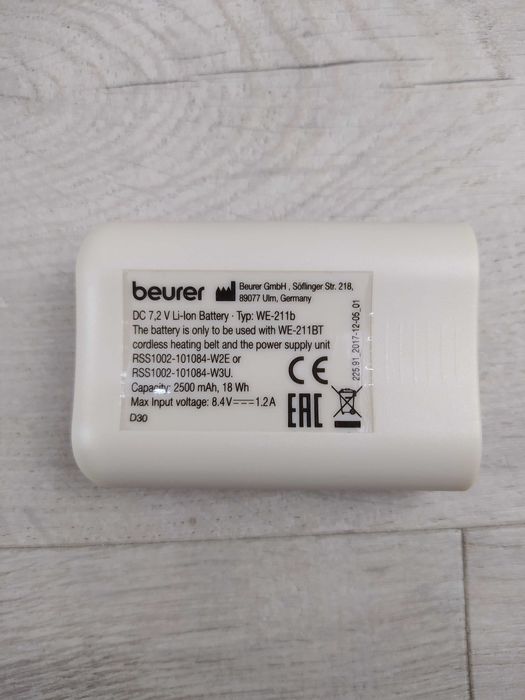 beurer
Beurer GmbH , Söflinger Str. 218,
89077 Ulm, Germany
DC 7,2 V Li-Ion Battery · Typ: WE-211b
The battery is only to be used with WE-211BT
cordless heating belt and the power supply unit
RSS1002-101084-W2E or
RSS1002-101084-W3U.
Capacity: 2500 mAh, 18 Wh
Max Input voltage: 8.4V⎓1.2A
D30
CE
EAC
225.91_2017-12-05_01